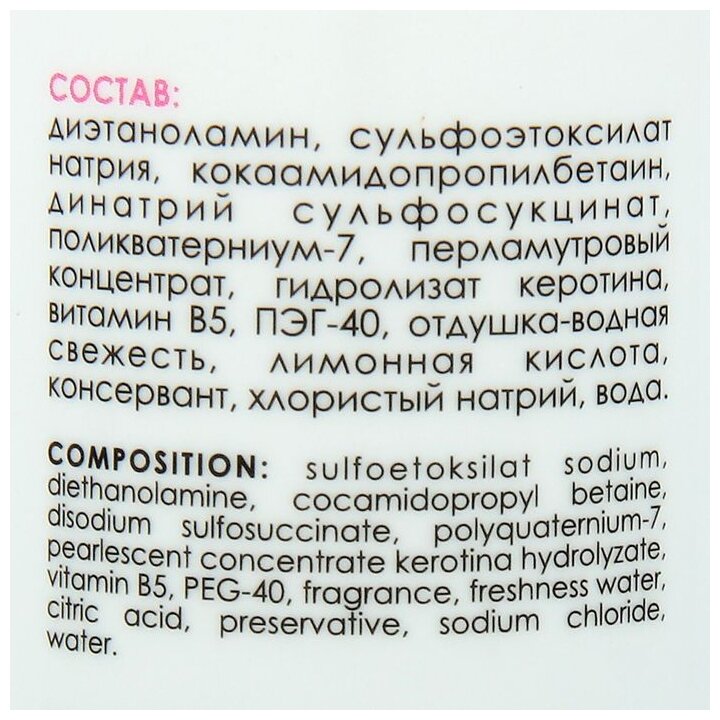 СОСТАВ:
диэтаноламин, сульфоэтоксилат
натрия, кокаамидопропилбетаин,
динатрий сульфосукцинат,
поликватерниум-7, перламутровый
концентрат, гидролизат керотина,
витамин B5, ПЭГ-40, отдушка-водная
свежесть, лимонная кислота,
консервант, хлористый натрий, вода.
COMPOSITION: sulfoetoksilat sodium,
diethanolamine, cocamidopropyl betaine,
disodium sulfosuccinate, polyquaternium-7,
pearlescent concentrate kerotina hydrolyzate,
vitamin B5, PEG-40, fragrance, freshness water,
citric acid, preservative, sodium chloride,
water.